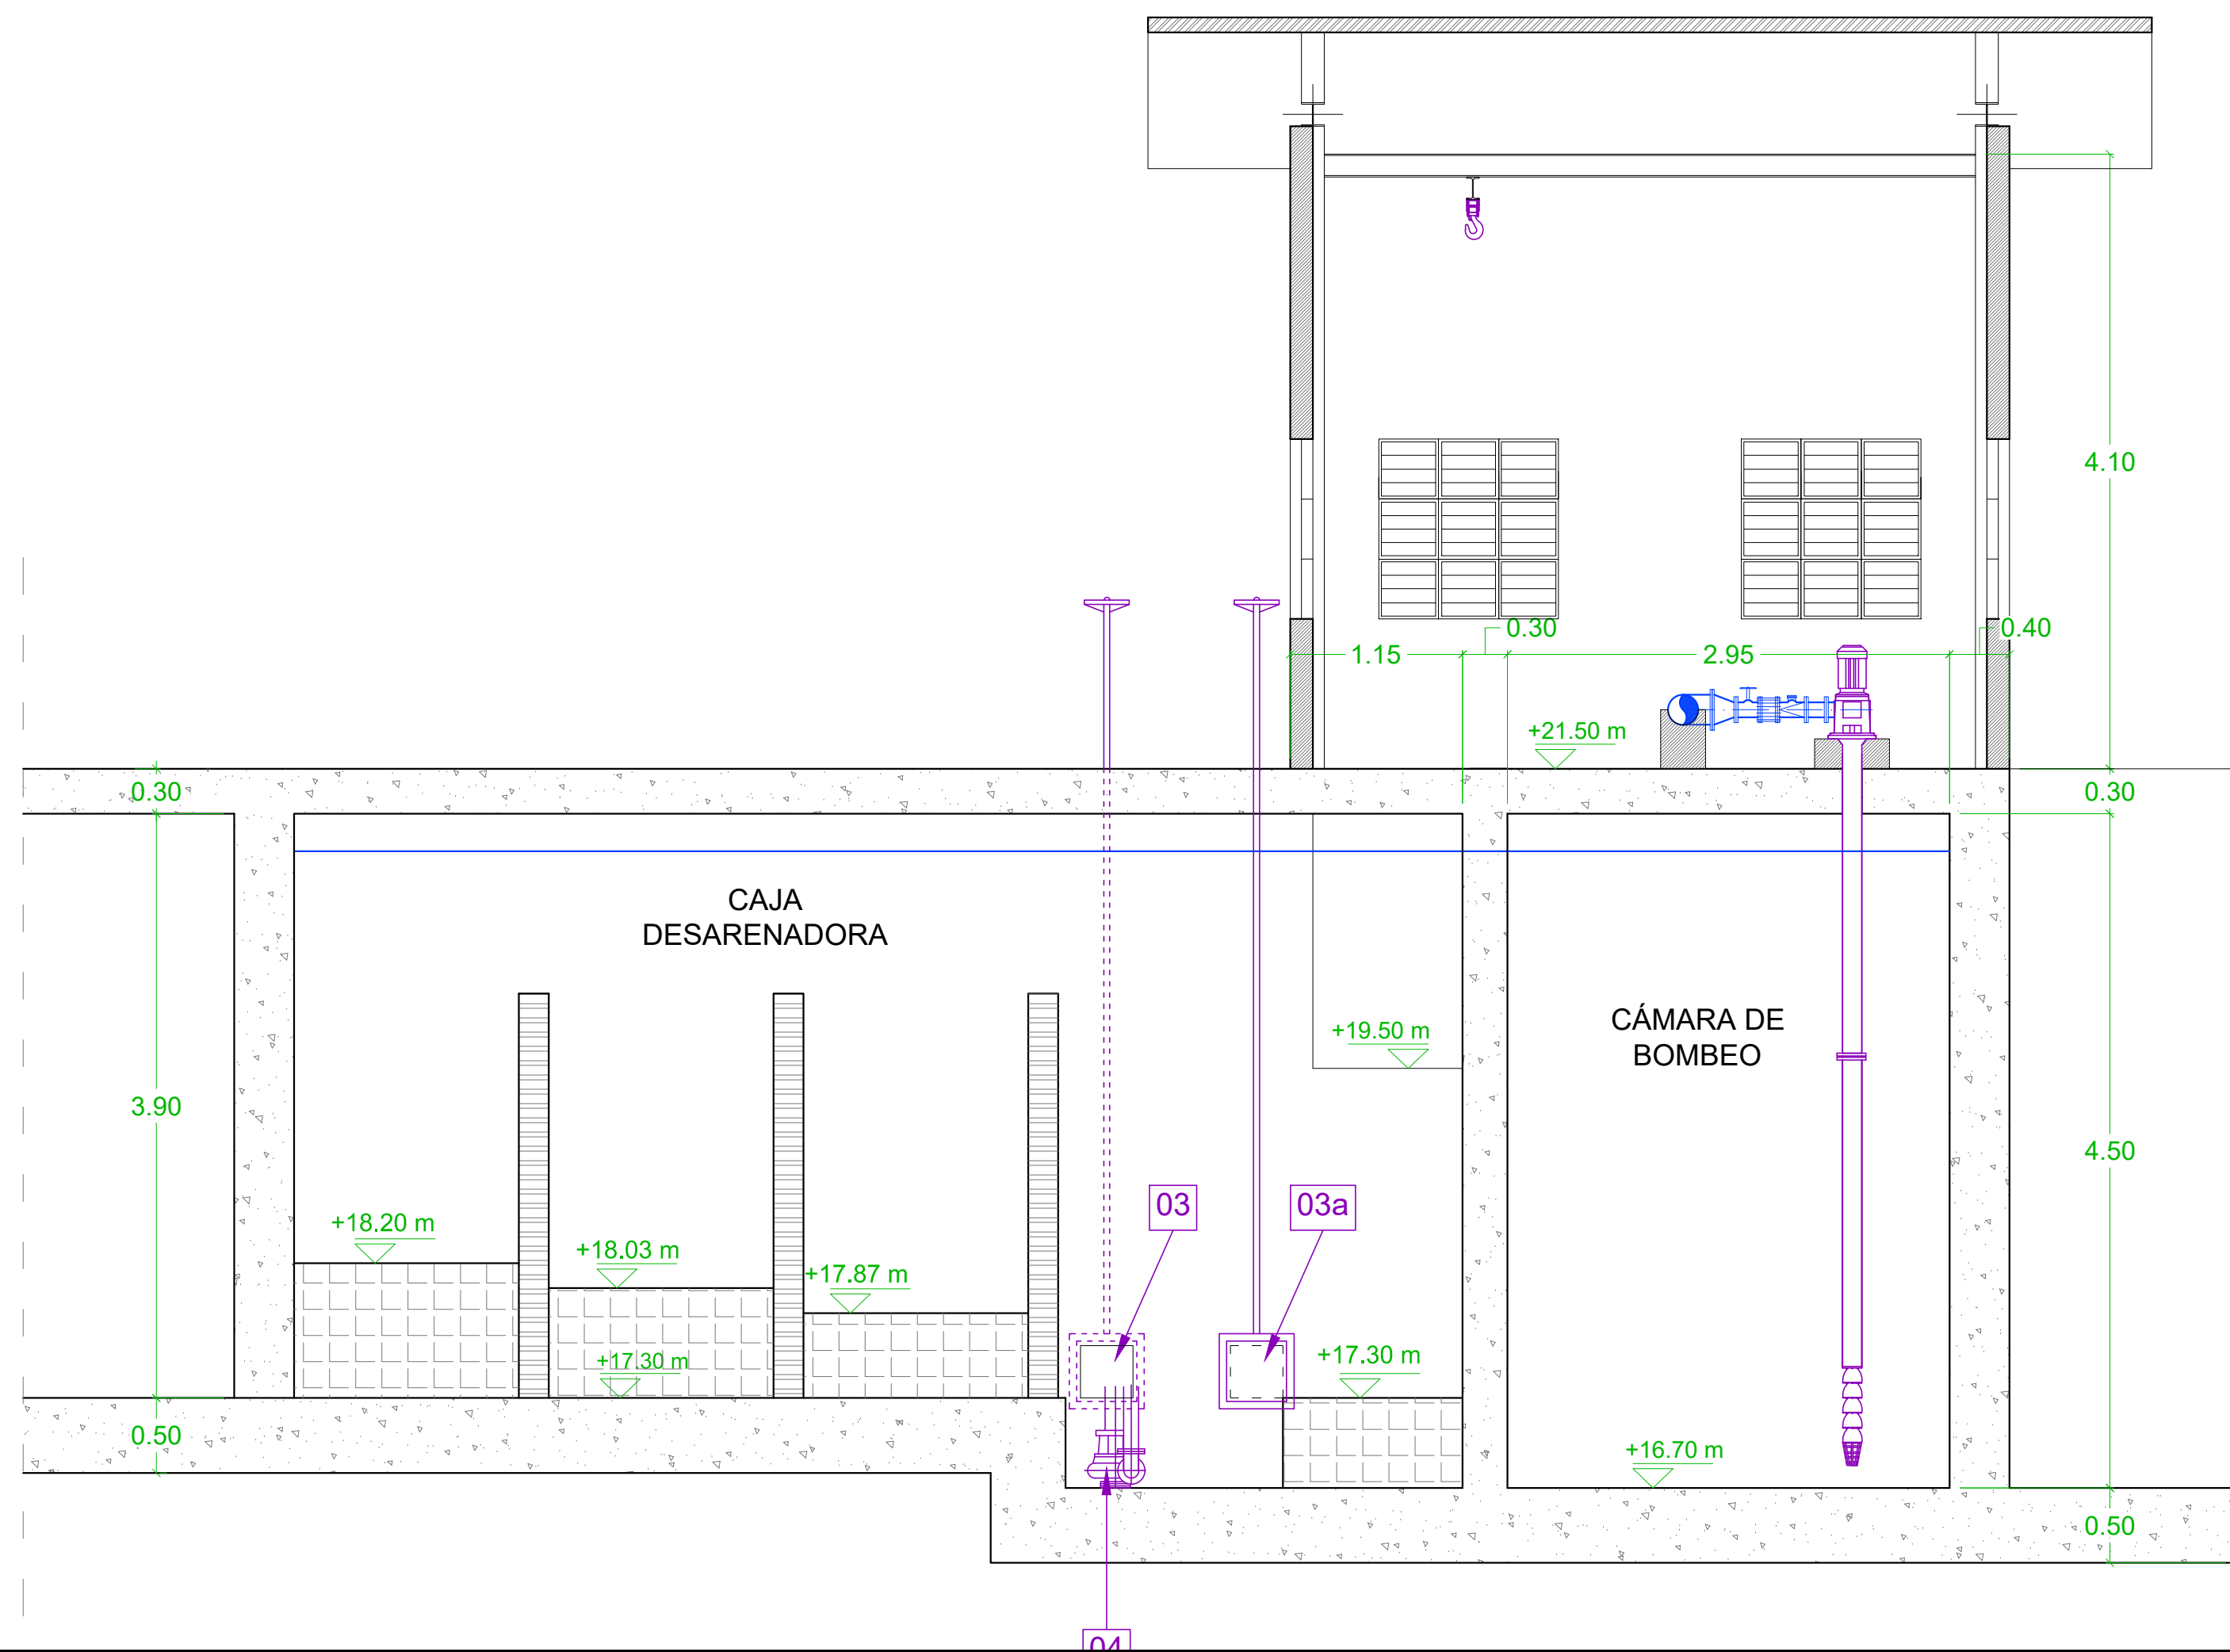 4.10
0.30
0.40
1.15
2.95
+21.50 m
0.30
0.30
CAJA
DESARENADORA
+19.50 m
CÁMARA DE
BOMBEO
3.90
4.50
03
03a
+18.20 m
+18.03 m
+17.87 m
+17.30 m
+17.30 m
0.50
+16.70 m
0.50
04